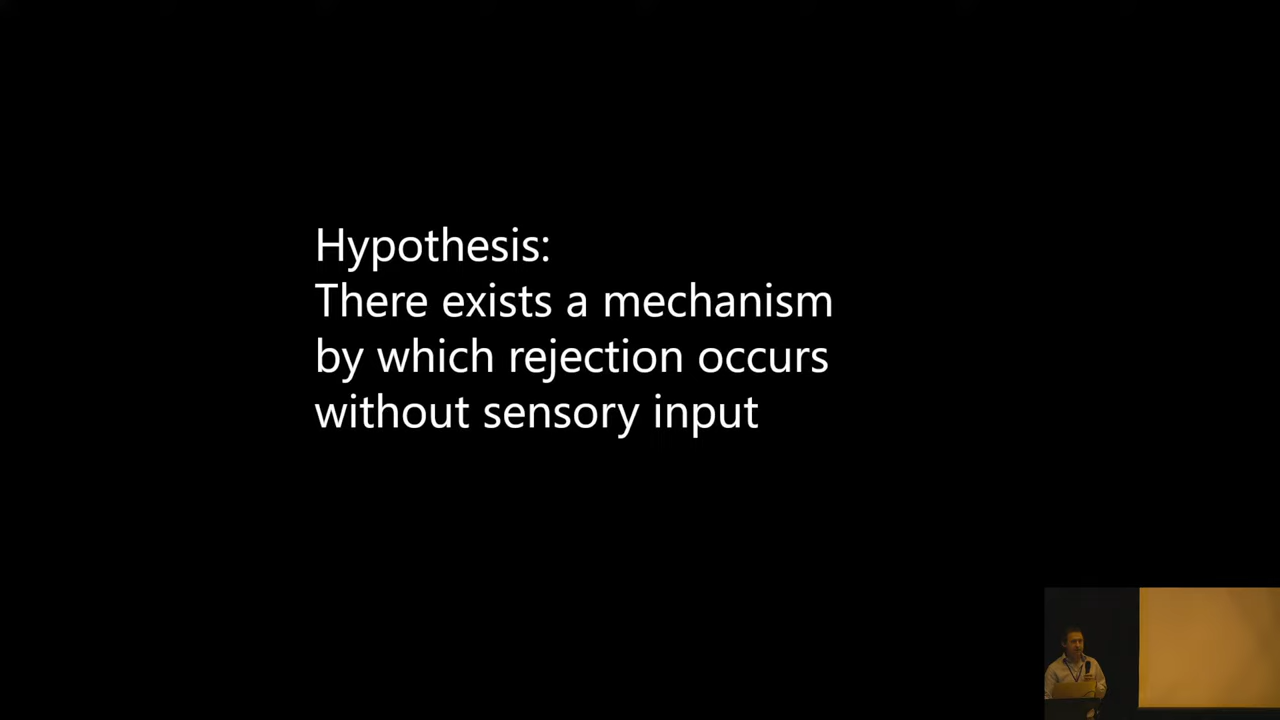 Hypothesis:
There exists a mechanism
by which rejection occurs
without sensory input